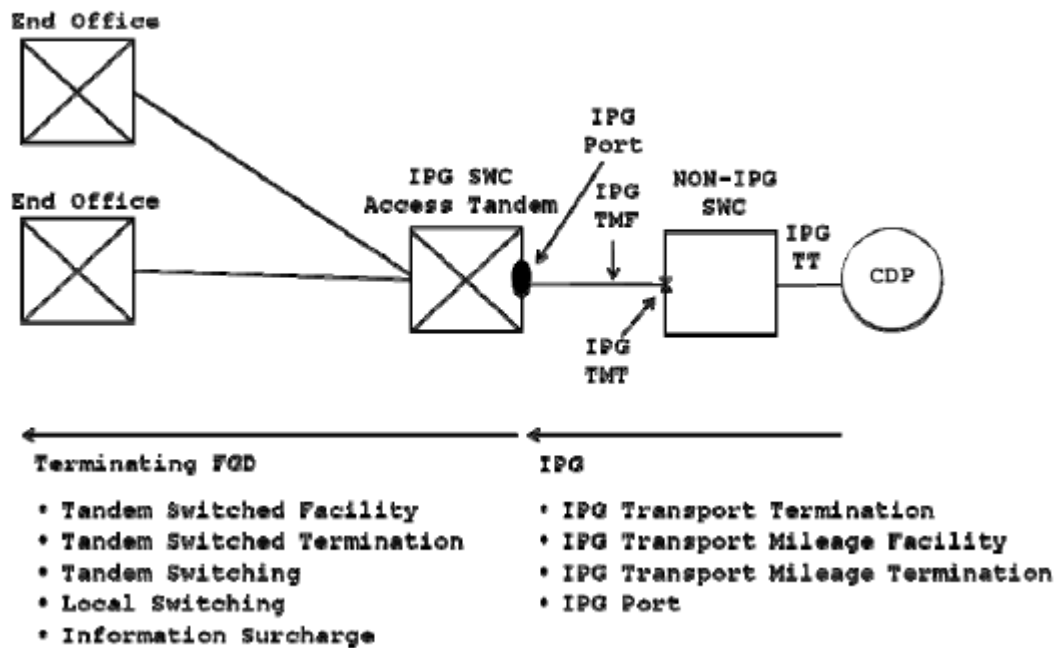 End Office
End Office
IPG SWC
Access Tandem
IPG
Port
IPG
TMF
NON-IPG
SWC
IPG
TT
CDP
IPG
TMT
Terminating FGD
• Tandem Switched Facility
• Tandem Switched Termination
• Tandem Switching
• Local Switching
• Information Surcharge
IPG
• IPG Transport Termination
• IPG Transport Mileage Facility
• IPG Transport Mileage Termination
• IPG Port